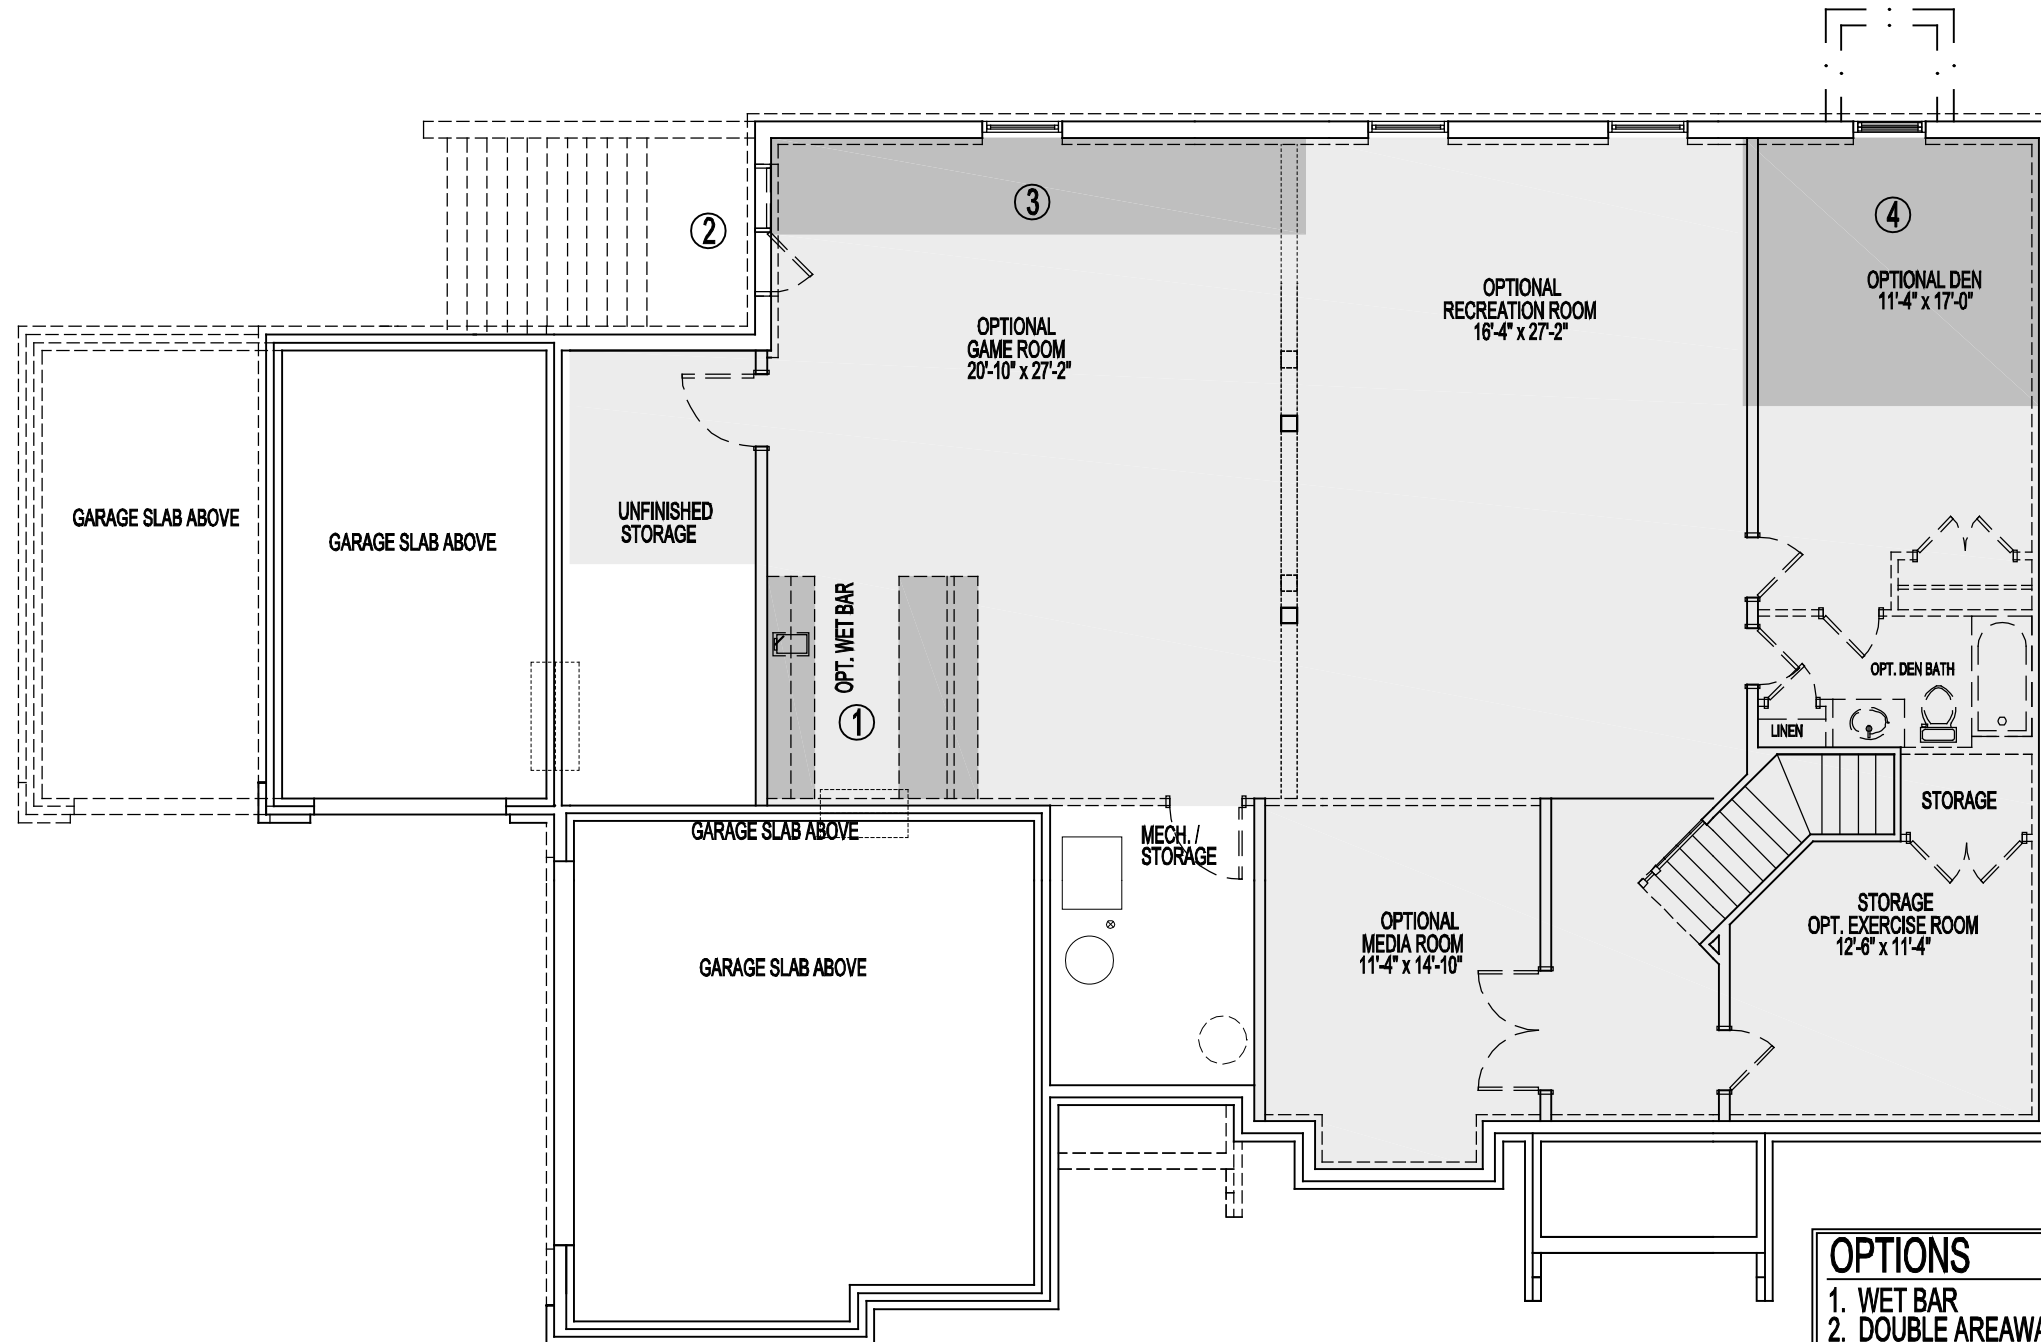 ②
③
④
OPTIONAL DEN
11'-4" x 17'-0"
OPTIONAL
RECREATION ROOM
16'-4" x 27'-2"
OPTIONAL
GAME ROOM
20'-10" x 27'-2"
GARAGE SLAB ABOVE
GARAGE SLAB ABOVE
UNFINISHED
STORAGE
OPT. WET BAR
①
OPT. DEN BATH
LINEN
STORAGE
GARAGE SLAB ABOVE
MECH. /
STORAGE
GARAGE SLAB ABOVE
OPTIONAL
MEDIA ROOM
11'-4" x 14'-10"
STORAGE
OPT. EXERCISE ROOM
12'-6" x 11'-4"
OPTIONS
1. WET BAR
2. DOUBLE AREAWA